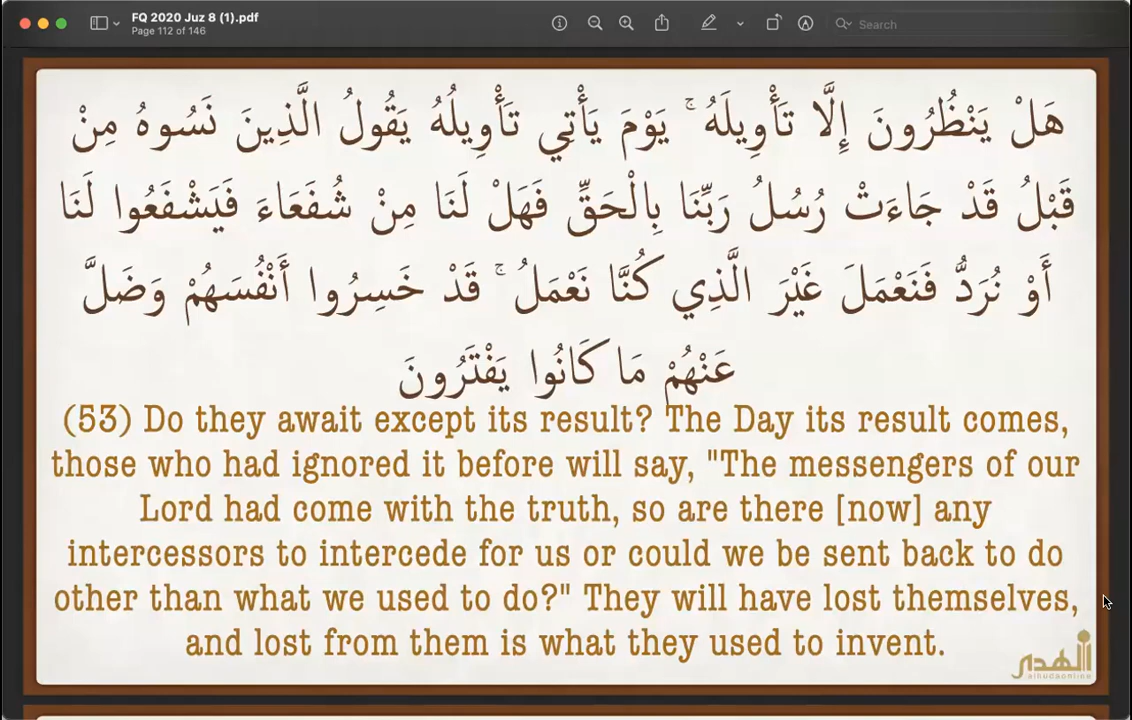 FQ 2020 Juz 8 (1).pdf
Page 112 of 146
Search
هَلْ يَنْظُرُونَ إِلَّا تَأْوِيلَهُ ۚ يَوْمَ يَأْتِي تَأْوِيلُهُ يَقُولُ الَّذِينَ نَسُوهُ مِنْ
قَبْلُ قَدْ جَاءَتْ رُسُلُ رَبِّنَا بِالْحَقِّ فَهَلْ لَنَا مِنْ شُفَعَاءَ فَيَشْفَعُوا لَنَا
أَوْ نُرَدُّ فَنَعْمَلَ غَيْرَ الَّذِي كُنَّا نَعْمَلُ ۚ قَدْ خَسِرُوا أَنْفُسَهُمْ وَضَلَّ
عَنْهُمْ مَا كَانُوا يَفْتَرُونَ
(53) Do they await except its result? The Day its result comes,
those who had ignored it before will say, "The messengers of our
Lord had come with the truth, so are there [now] any
intercessors to intercede for us or could we be sent back to do
other than what we used to do?" They will have lost themselves,
and lost from them is what they used to invent.
الهدى
alhudaonline